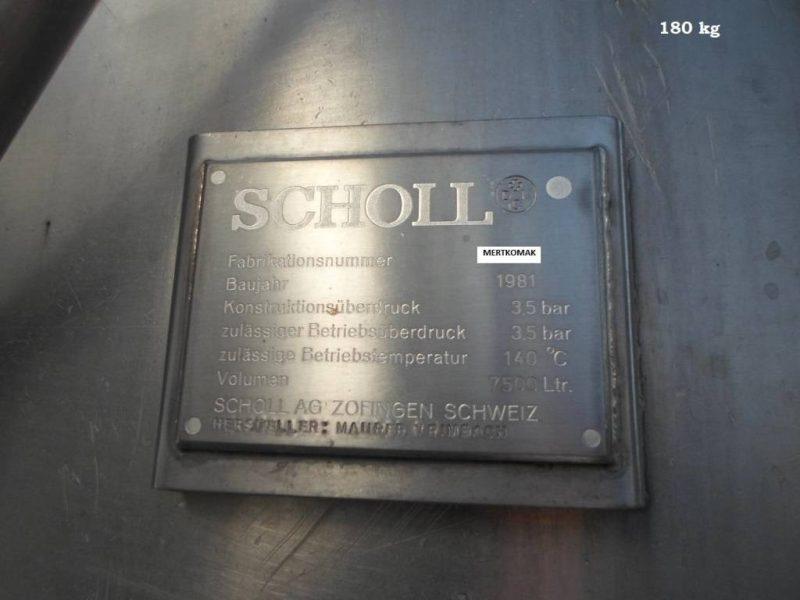 180 kg
SCHOLL
Fabrikationsnummer MERTKOMAK
Baujahr 1981
Konstruktionsüberdruck 3,5 bar
zulässiger Betriebsüberdruck 3,5 bar
zulässige Betriebstemperatur 140 °C
Volumen 7500 Ltr.
SCHOLL AG ZOFINGEN SCHWEIZ
HERSTELLER: MAURER